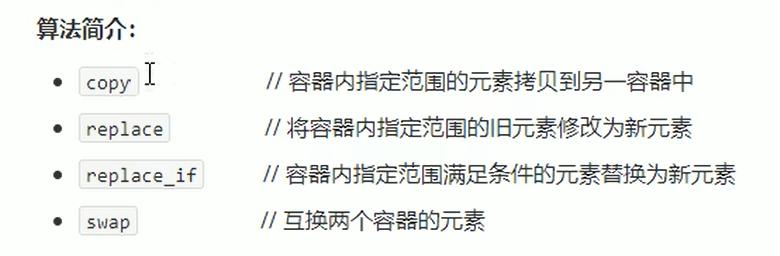 算法简介：
copy // 容器内指定范围的元素拷贝到另一容器中
replace // 将容器内指定范围的旧元素修改为新元素
replace_if // 容器内指定范围满足条件的元素替换为新元素
swap // 互换两个容器的元素